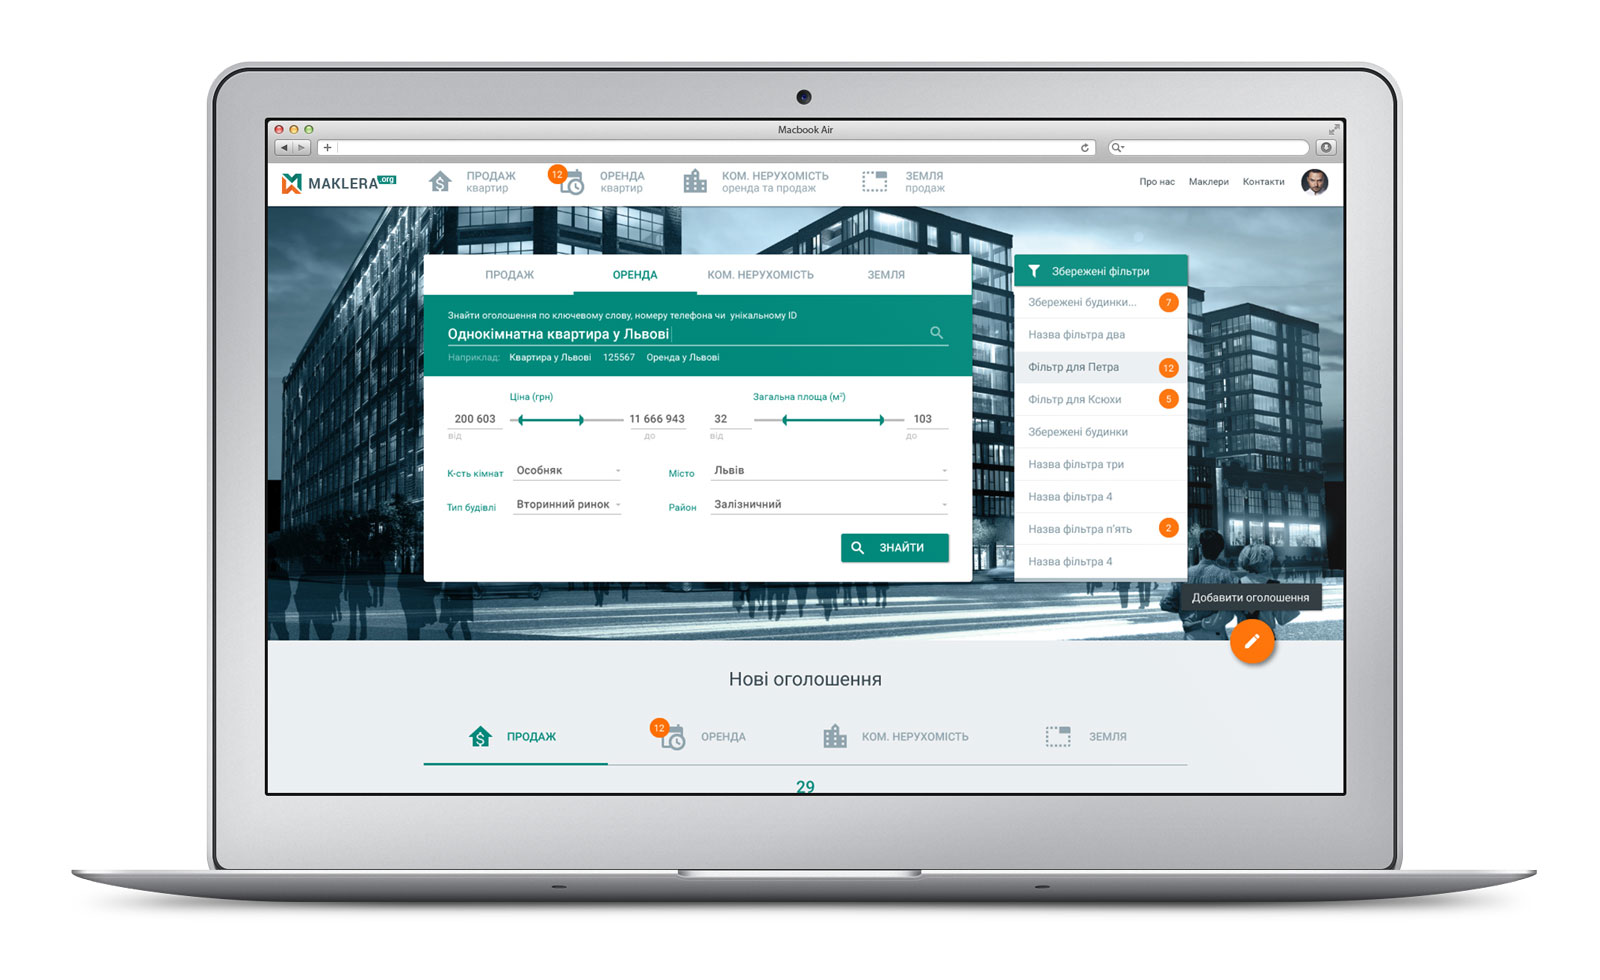 Macbook Air
MAKLERA.org
ПРОДАЖ
квартир
12
ОРЕНДА
квартир
КОМ. НЕРУХОМІСТЬ
оренда та продаж
ЗЕМЛЯ
продаж
Про нас Маклери Контакти
ПРОДАЖ ОРЕНДА КОМ. НЕРУХОМІСТЬ ЗЕМЛЯ
Знайти оголошення по ключевому слову, номеру телефона чи унікальному ID
Однокімнатна квартира у Львові
Наприклад: Квартира у Львові 125567 Оренда у Львові
Ціна (грн)
200 603 11 666 943
від до
Загальна площа (м²)
32 103
від до
К-сть кімнат Особняк
Місто Львів
Тип будівлі Вторинний ринок
Район Залізничний
ЗНАЙТИ
Збережені фільтри
Збережені будинки... 7
Назва фільтра два
Фільтр для Петра 12
Фільтр для Ксюхи 5
Збережені будинки
Назва фільтра три
Назва фільтра 4
Назва фільтра п'ять 2
Назва фільтра 4
Добавити оголошення
Нові оголошення
ПРОДАЖ 12 ОРЕНДА КОМ. НЕРУХОМІСТЬ ЗЕМЛЯ
29